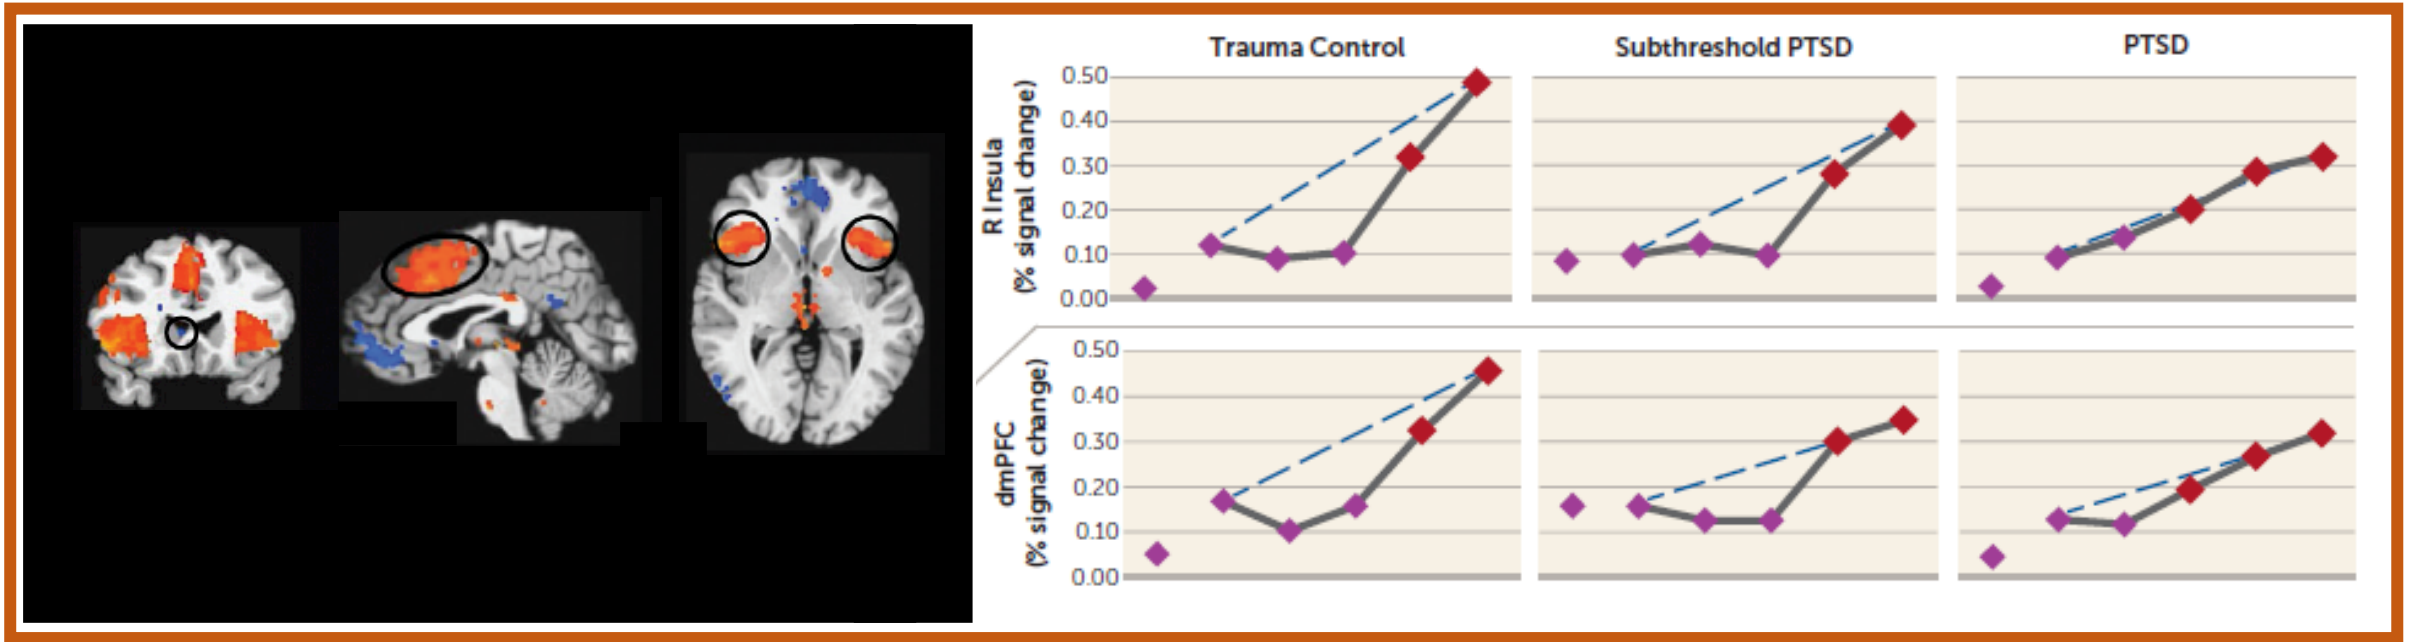 Trauma Control
Subthreshold PTSD
PTSD
R Insula
(% signal change)
0.50
0.40
0.30
0.20
0.10
0.00
dmPFC
(% signal change)
0.50
0.40
0.30
0.20
0.10
0.00